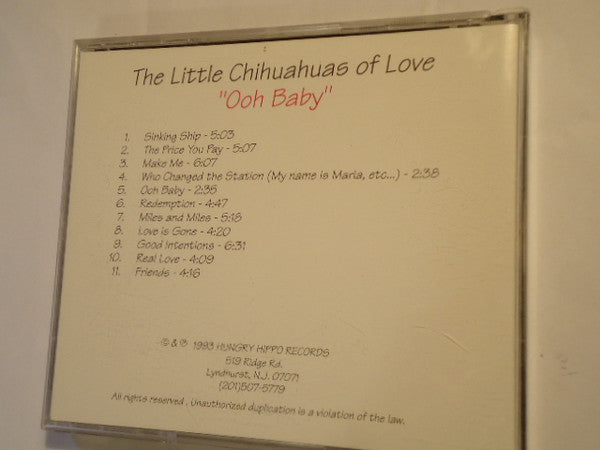 The Little Chihuahuas of Love
"Ooh Baby"
1. Sinking Ship - 5:03
2. The Price You Pay - 5:07
3. Make Me - 6:07
4. Who Changed the Station (My name is Maria, etc...) - 2:38
5. Ooh Baby - 2:35
6. Redemption - 4:47
7. Miles and Miles - 5:18
8. Love is Gone - 4:20
9. Good Intentions - 6:31
10. Real Love - 4:09
11. Friends - 4:16
© & ℗ 1993 HUNGRY HIPPO RECORDS
519 Ridge Rd.
Lyndhurst, N.J. 07071
(201)507-5779
All rights reserved . Unauthorized duplication is a violation of the law.